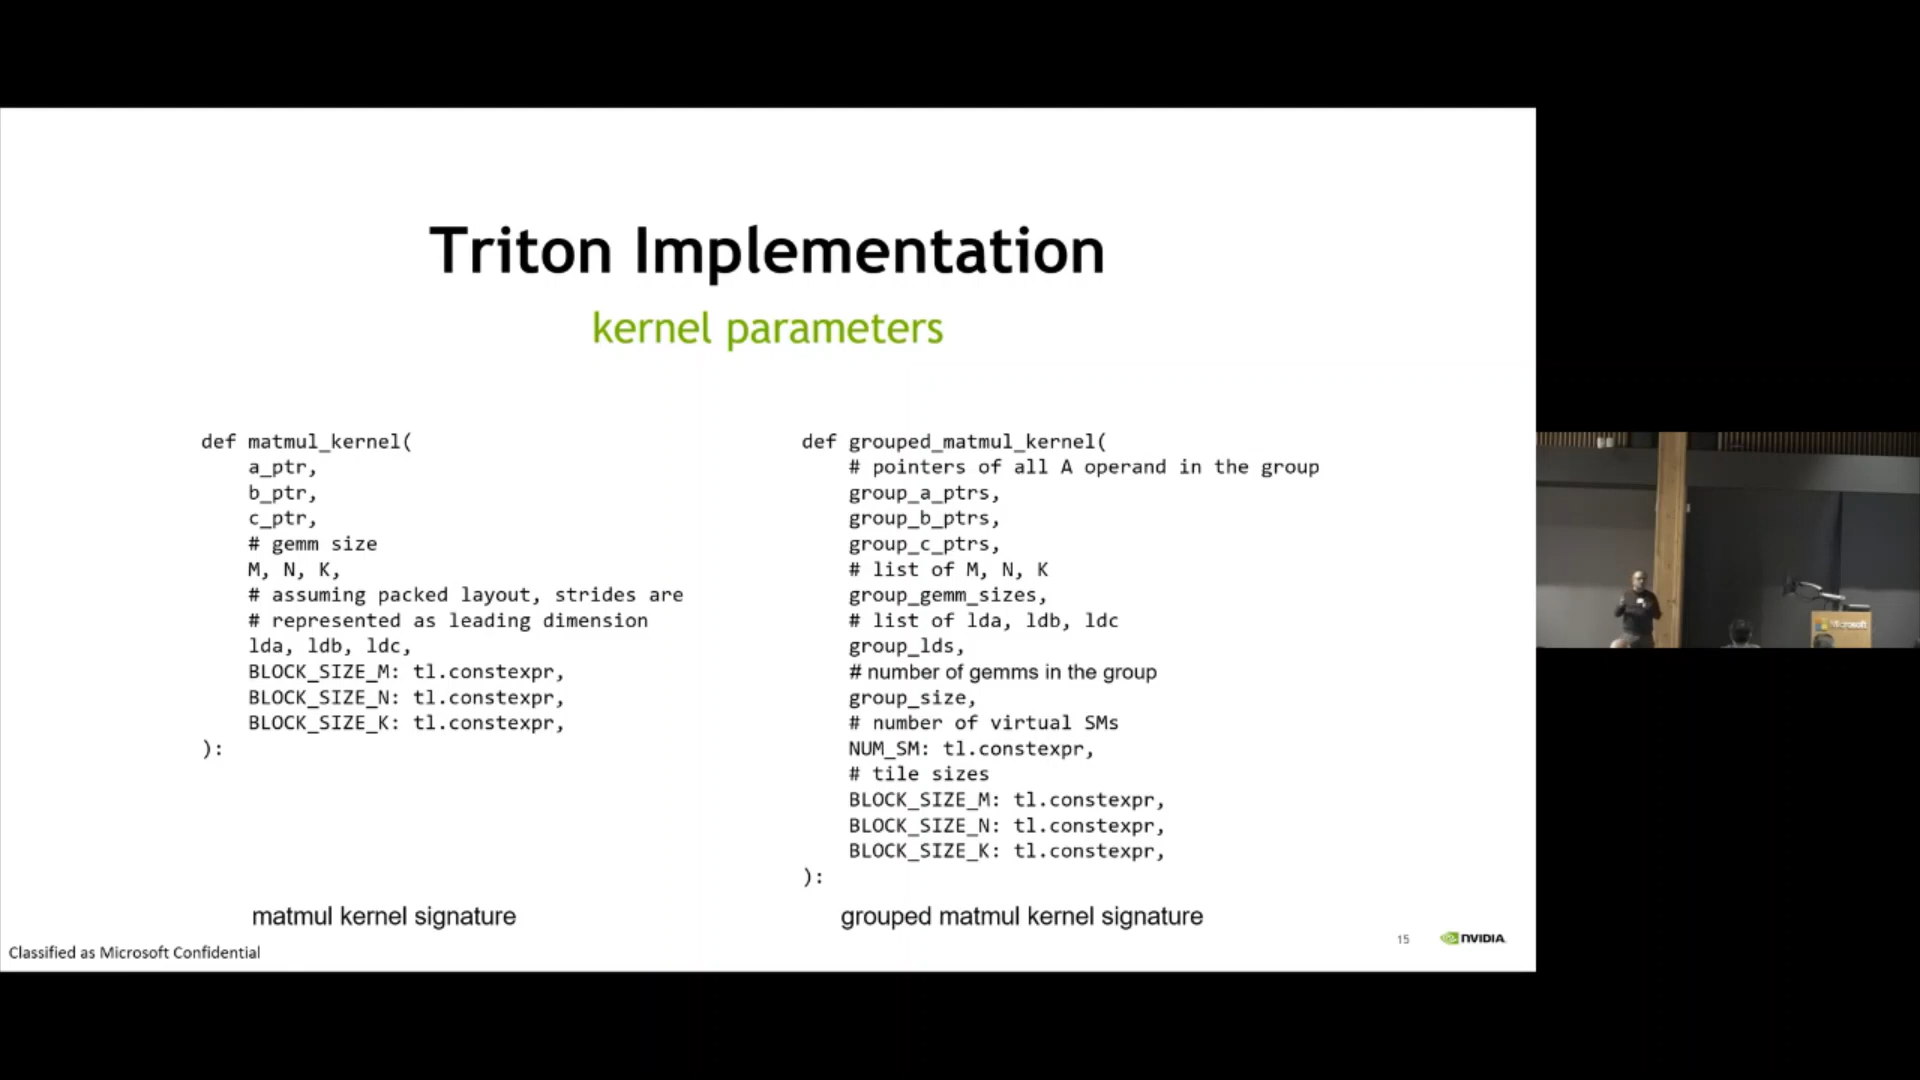 Triton Implementation
kernel parameters
def matmul_kernel(
    a_ptr,
    b_ptr,
    c_ptr,
    # gemm size
    M, N, K,
    # assuming packed layout, strides are
    # represented as leading dimension
    lda, ldb, ldc,
    BLOCK_SIZE_M: tl.constexpr,
    BLOCK_SIZE_N: tl.constexpr,
    BLOCK_SIZE_K: tl.constexpr,
):
matmul kernel signature
def grouped_matmul_kernel(
    # pointers of all A operand in the group
    group_a_ptrs,
    group_b_ptrs,
    group_c_ptrs,
    # list of M, N, K
    group_gemm_sizes,
    # list of lda, ldb, ldc
    group_lds,
    # number of gemms in the group
    group_size,
    # number of virtual SMs
    NUM_SM: tl.constexpr,
    # tile sizes
    BLOCK_SIZE_M: tl.constexpr,
    BLOCK_SIZE_N: tl.constexpr,
    BLOCK_SIZE_K: tl.constexpr,
):
grouped matmul kernel signature
Classified as Microsoft Confidential
15
NVIDIA.
Microsoft